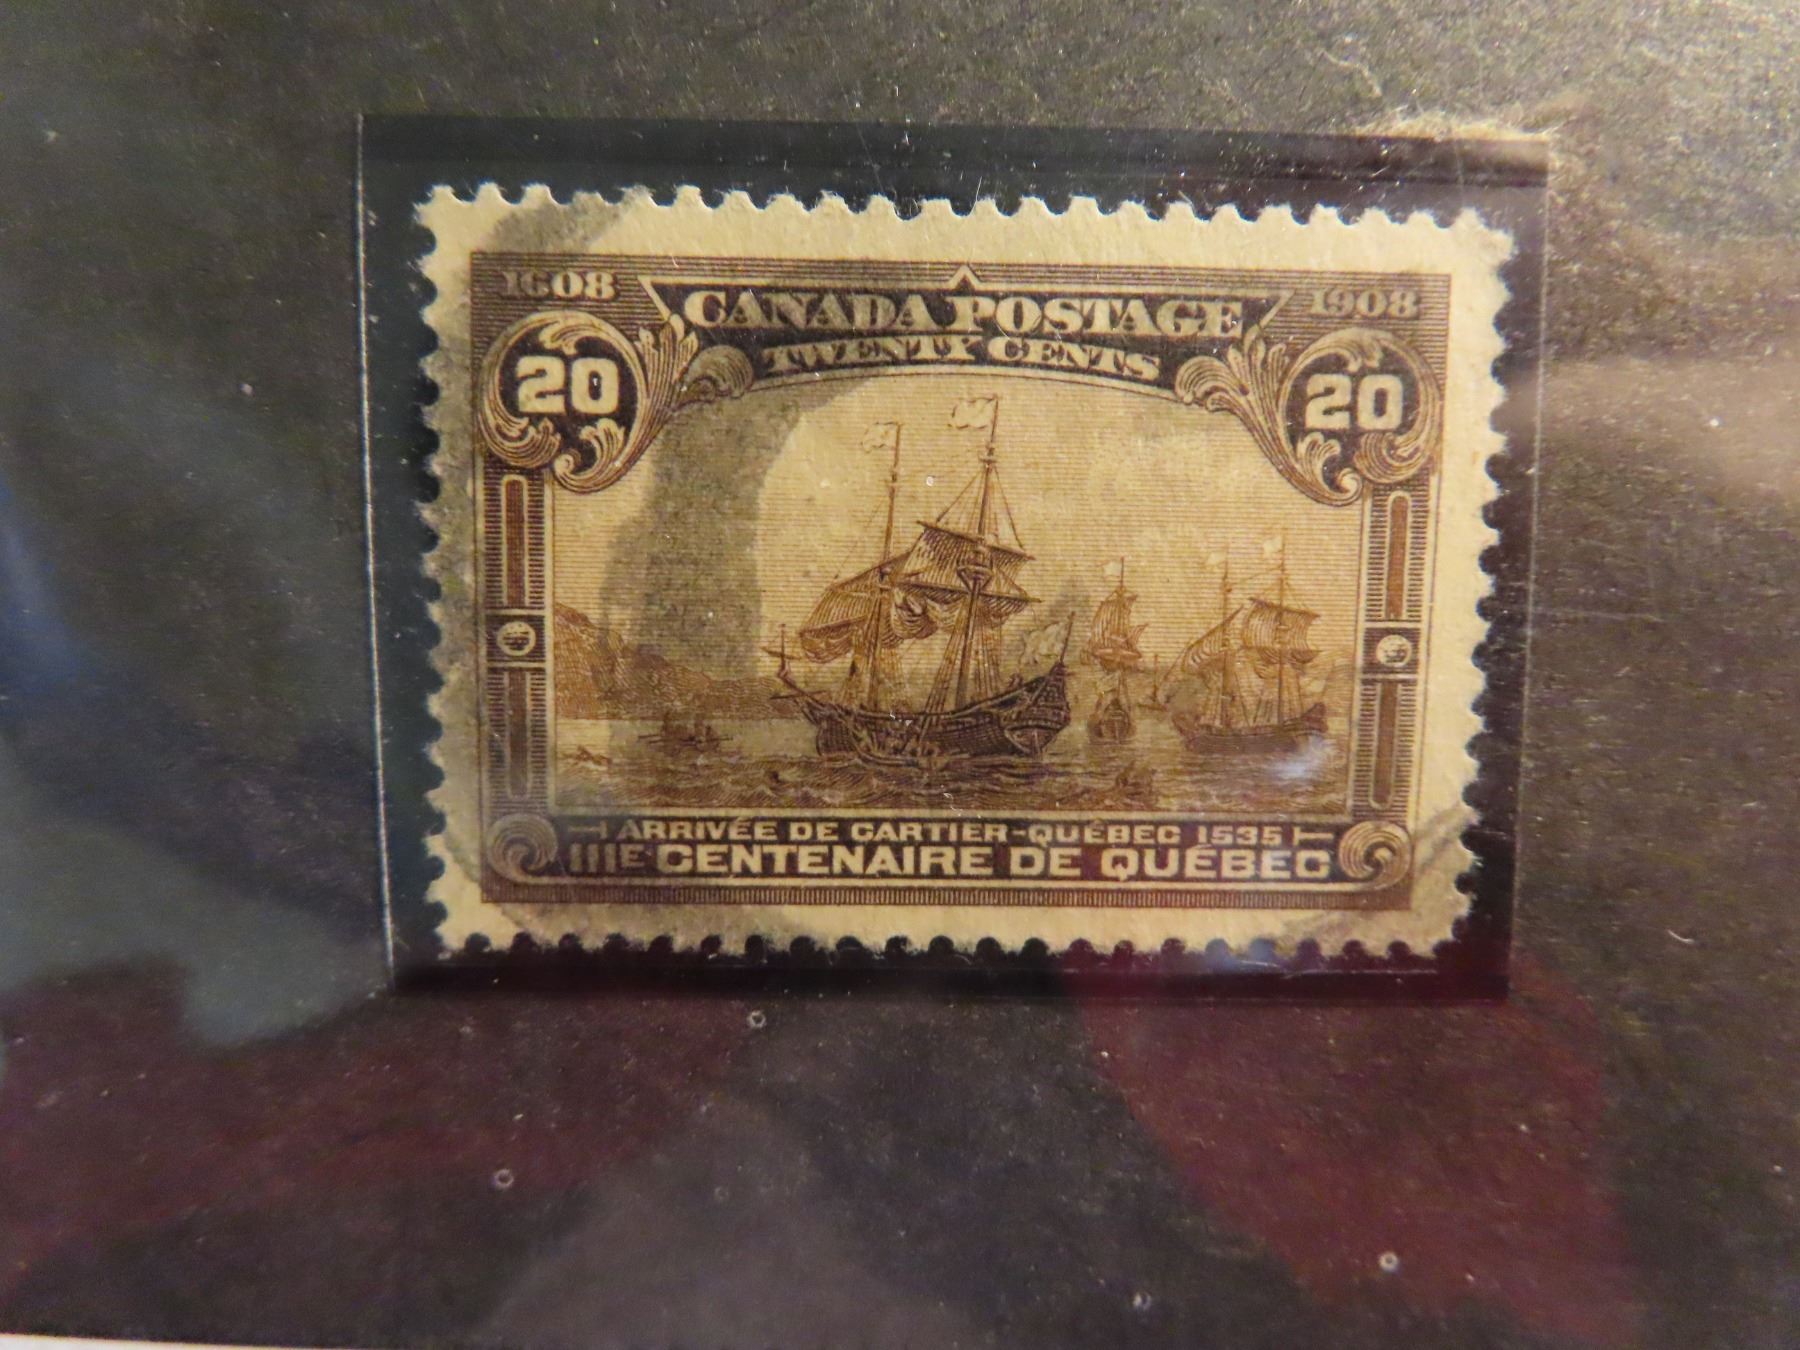 1608 1908
CANADA POSTAGE
TWENTY CENTS
20 20
ARRIVÉE DE CARTIER-QUÉBEC 1535
IIIE CENTENAIRE DE QUÉBEC